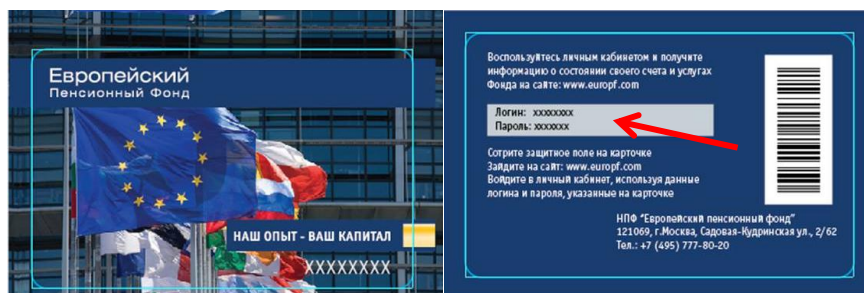 Европейский
Пенсионный Фонд
НАШ ОПЫТ - ВАШ КАПИТАЛ
XXXXXXXX
Воспользуйтесь личным кабинетом и получите
информацию о состоянии своего счета и услугах
Фонда на сайте: www.europf.com
Логин: xxxxxxxx
Пароль: xxxxxxx
Сотрите защитное поле на карточке
Зайдите на сайт: www.europf.com
Войдите в личный кабинет, используя данные
логина и пароля, указанные на карточке
НПФ "Европейский пенсионный фонд"
121069, г.Москва, Садовая-Кудринская ул., 2/62
Тел.: +7 (495) 777-80-20